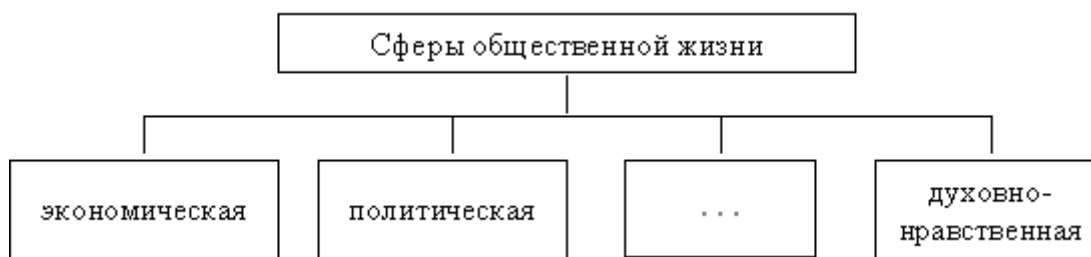 Сферы общественной жизни
экономическая
политическая
...
духовно-
нравственная